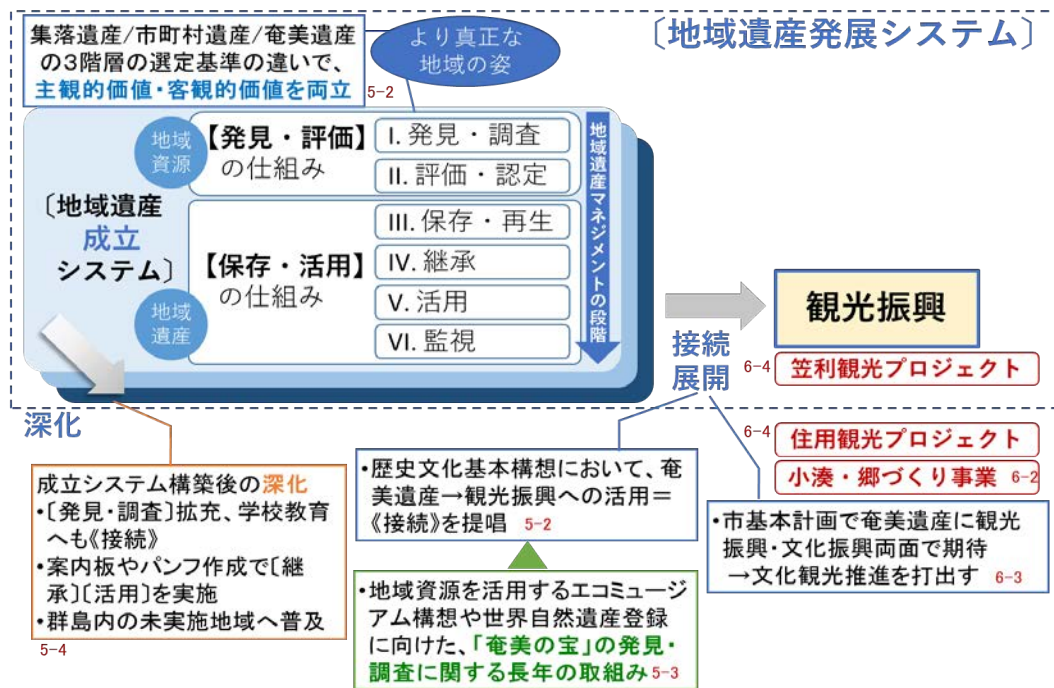 〔地域遺産発展システム〕
集落遺産/市町村遺産/奄美遺産
の3階層の選定基準の違いで、
主観的価値・客観的価値を両立
5-2
より真正な
地域の姿
地域
資源
【発見・評価】
の仕組み
I. 発見・調査
II. 評価・認定
〔地域遺産
成立
システム〕
地域
遺産
【保存・活用】
の仕組み
III. 保存・再生
IV. 継承
V. 活用
VI. 監視
地域遺産マネジメントの段階
接続
展開
観光振興
6-4
笠利観光プロジェクト
深化
6-4
住用観光プロジェクト
小湊・郷づくり事業
6-2
成立システム構築後の深化
•〔発見・調査〕拡充、学校教育
へも《接続》
•案内板やパンフ作成で〔継
承〕〔活用〕を実施
•群島内の未実施地域へ普及
5-4
•歴史文化基本構想において、奄
美遺産→観光振興への活用=
《接続》を提唱 5-2
•地域資源を活用するエコミュージ
アム構想や世界自然遺産登録
に向けた、「奄美の宝」の発見・
調査に関する長年の取組み 5-3
•市基本計画で奄美遺産に観光
振興・文化振興両面で期待
→文化観光推進を打出す 6-3